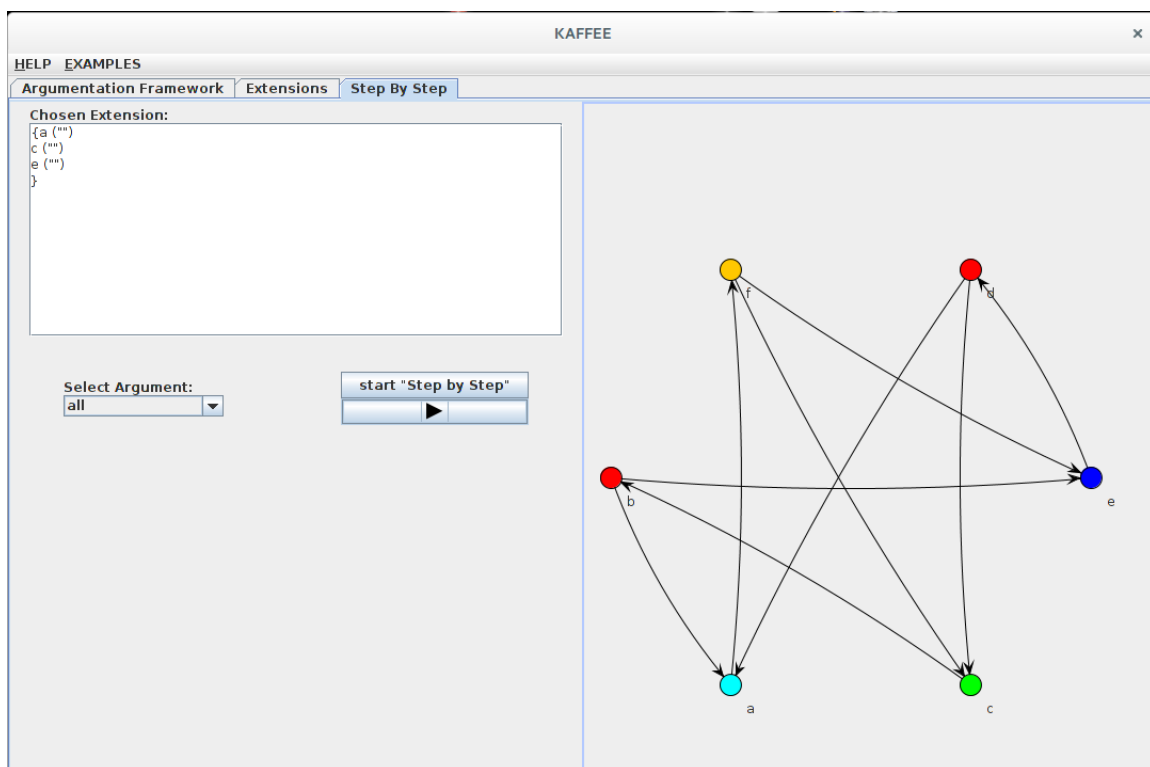 KAFFEE
HELP EXAMPLES
Argumentation Framework Extensions Step By Step
Chosen Extension:
{a ("")
c ("")
e ("")
}
Select Argument:
all
start "Step by Step"
f
d
b
e
a
c